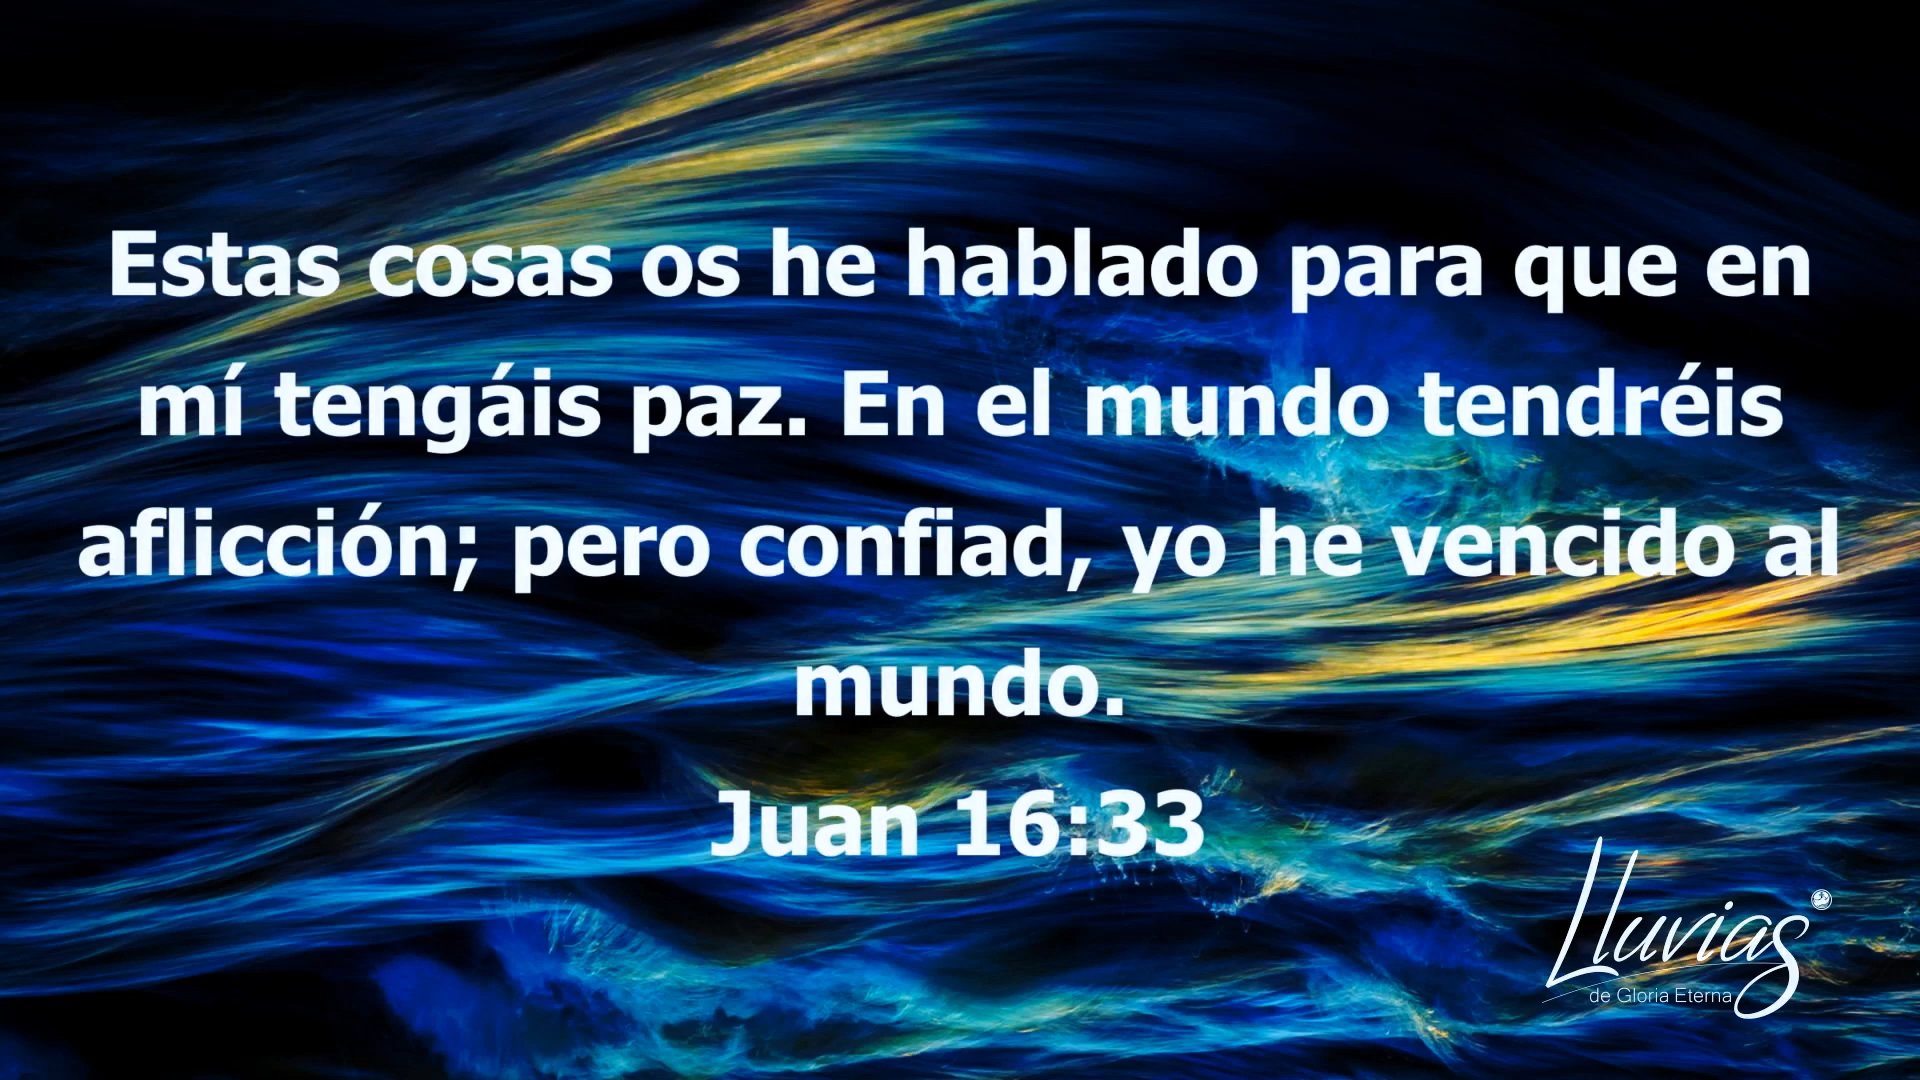 Estas cosas os he hablado para que en
mí tengáis paz. En el mundo tendréis
aflicción; pero confiad, yo he vencido al
mundo.
Juan 16:33
Lluvias
de Gloria Eterna